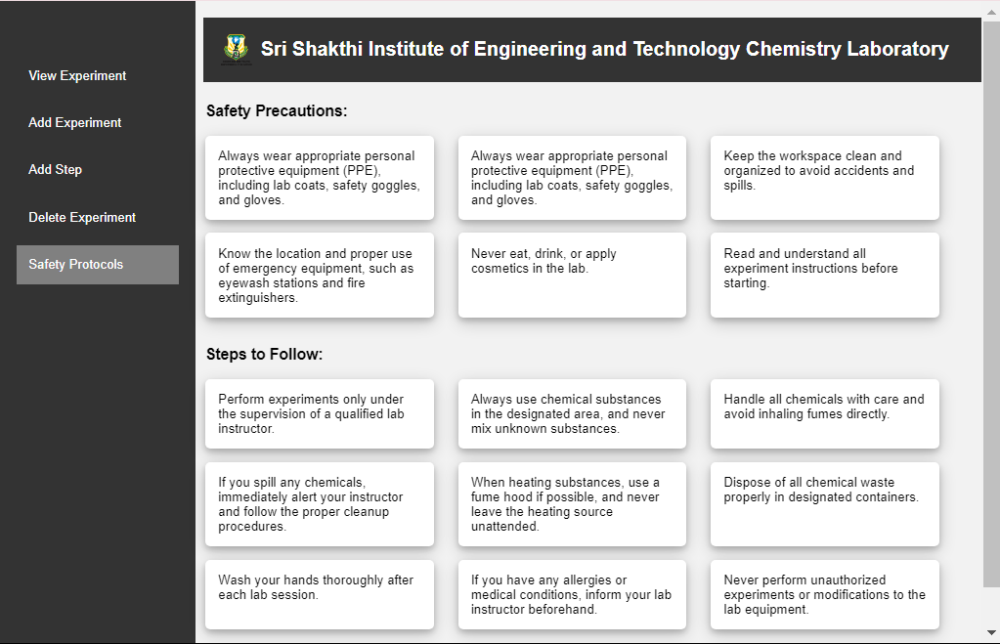 Sri Shakthi Institute of Engineering and Technology Chemistry Laboratory
View Experiment
Add Experiment
Add Step
Delete Experiment
Safety Protocols
Safety Precautions:
Always wear appropriate personal
protective equipment (PPE),
including lab coats, safety goggles,
and gloves.
Always wear appropriate personal
protective equipment (PPE),
including lab coats, safety goggles,
and gloves.
Keep the workspace clean and
organized to avoid accidents and
spills.
Know the location and proper use
of emergency equipment, such as
eyewash stations and fire
extinguishers.
Never eat, drink, or apply
cosmetics in the lab.
Read and understand all
experiment instructions before
starting.
Steps to Follow:
Perform experiments only under
the supervision of a qualified lab
instructor.
Always use chemical substances
in the designated area, and never
mix unknown substances.
Handle all chemicals with care and
avoid inhaling fumes directly.
If you spill any chemicals,
immediately alert your instructor
and follow the proper cleanup
procedures.
When heating substances, use a
fume hood if possible, and never
leave the heating source
unattended.
Dispose of all chemical waste
properly in designated containers.
Wash your hands thoroughly after
each lab session.
If you have any allergies or
medical conditions, inform your lab
instructor beforehand.
Never perform unauthorized
experiments or modifications to the
lab equipment.